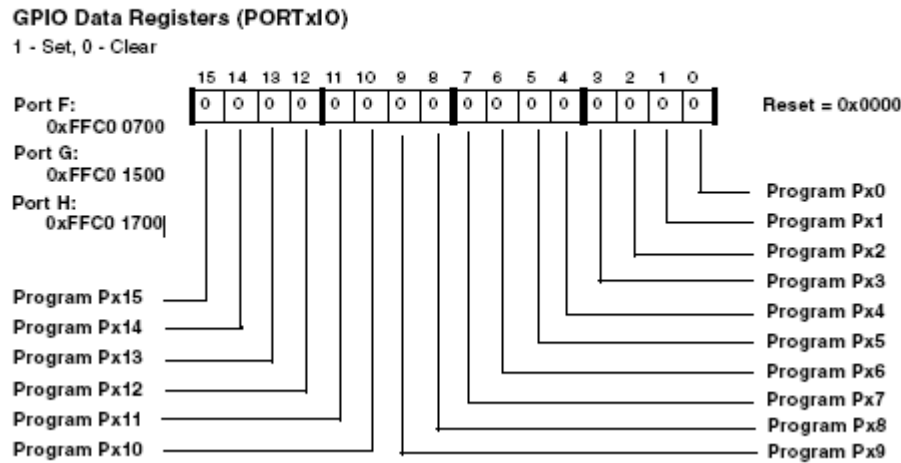 GPIO Data Registers (PORTxIO)
1 - Set, 0 - Clear
15 14 13 12 11 10 9 8 7 6 5 4 3 2 1 0
0 0 0 0 0 0 0 0 0 0 0 0 0 0 0 0
Reset = 0x0000
Port F:
0xFFC0 0700
Port G:
0xFFC0 1500
Port H:
0xFFC0 1700
Program Px0
Program Px1
Program Px2
Program Px3
Program Px4
Program Px5
Program Px6
Program Px7
Program Px8
Program Px9
Program Px15
Program Px14
Program Px13
Program Px12
Program Px11
Program Px10